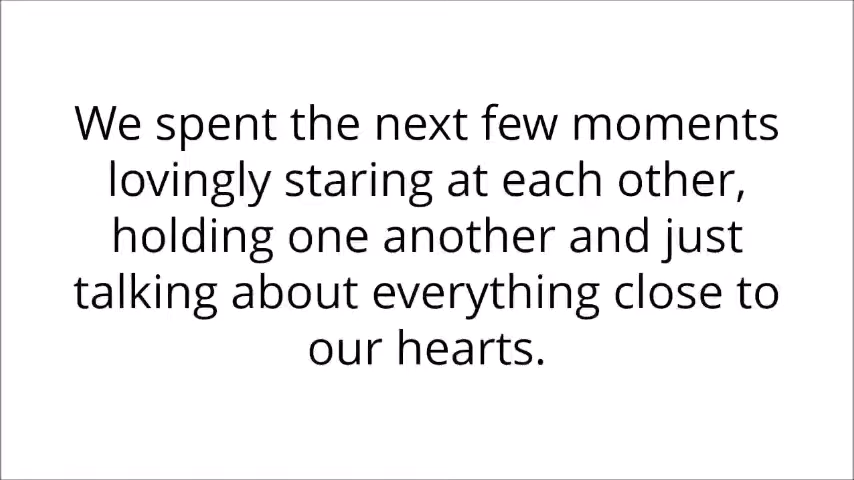 We spent the next few moments
lovingly staring at each other,
holding one another and just
talking about everything close to
our hearts.